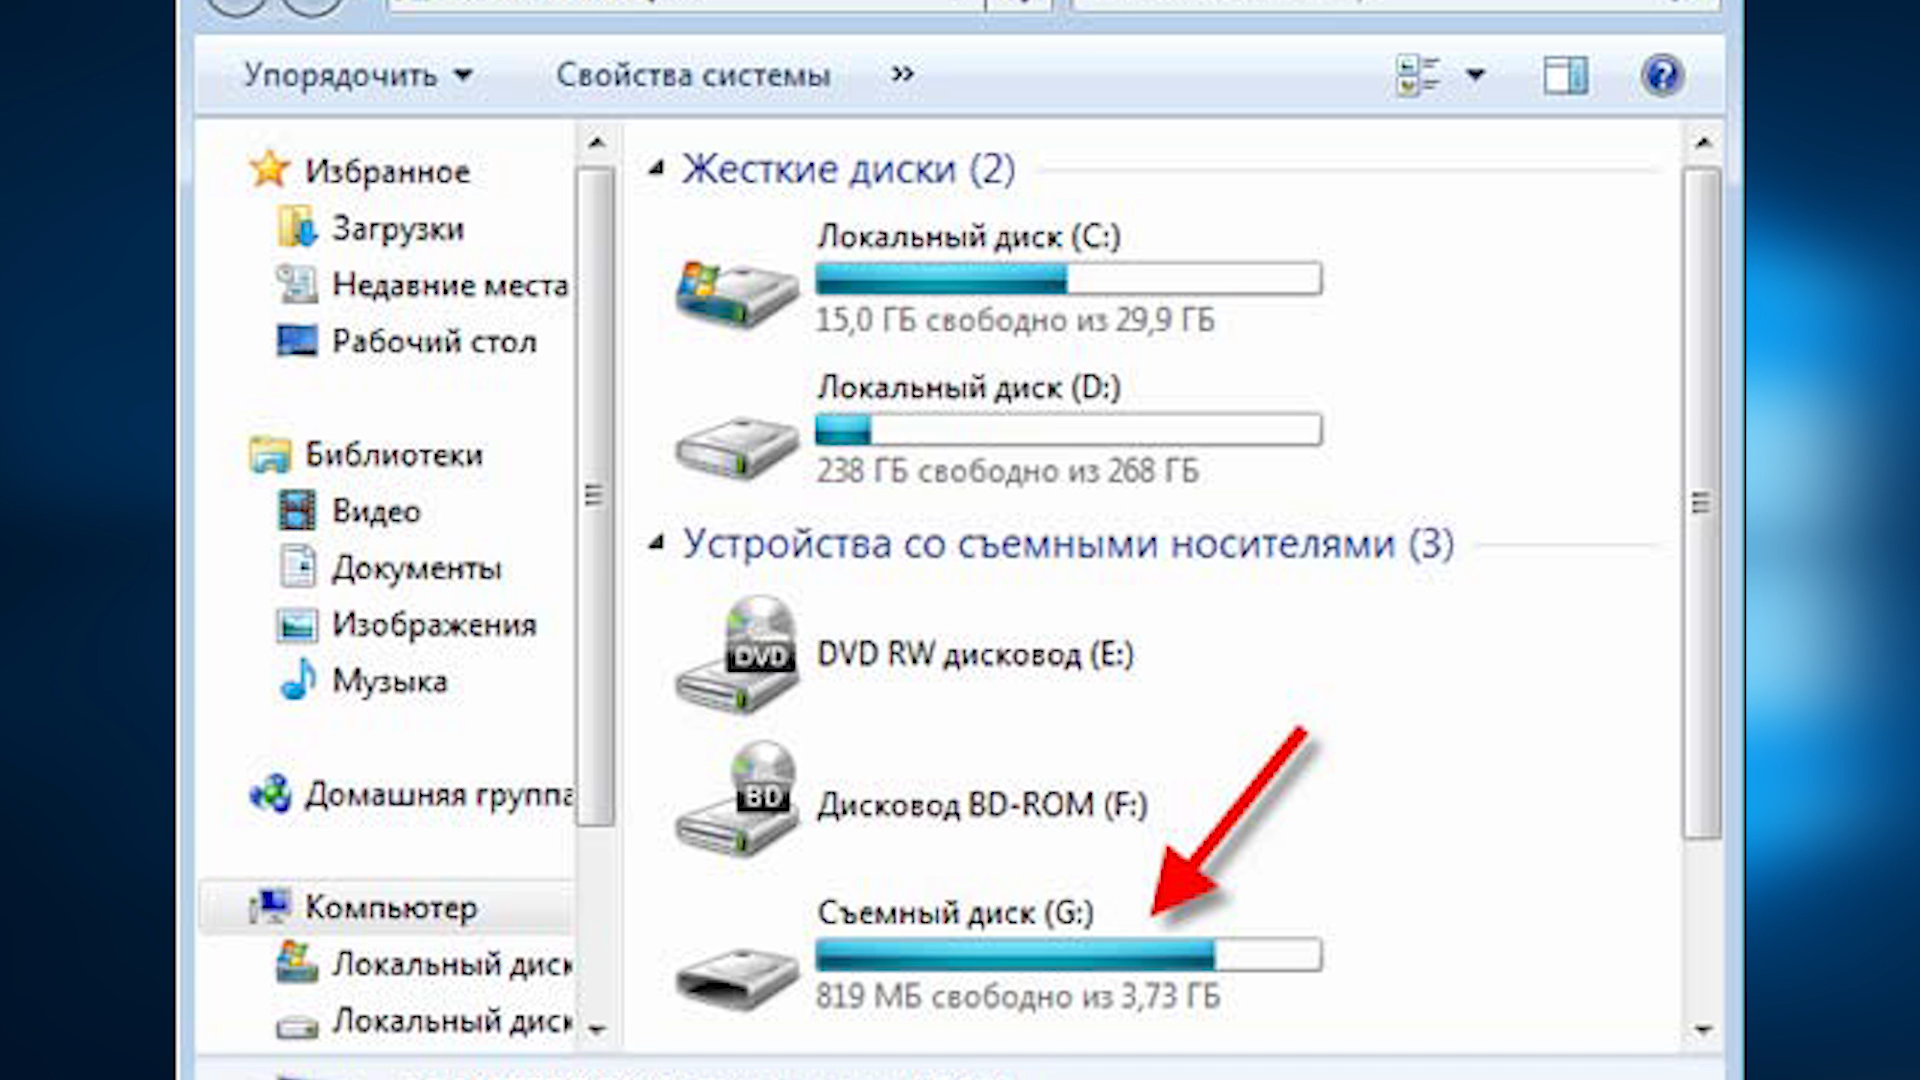 Упорядочить
Свойства системы
»
Избранное
Загрузки
Недавние места
Рабочий стол
Библиотеки
Видео
Документы
Изображения
Музыка
Домашняя группа
Компьютер
Локальный диск
Локальный диск
Жесткие диски (2)
Локальный диск (C:)
15,0 ГБ свободно из 29,9 ГБ
Локальный диск (D:)
238 ГБ свободно из 268 ГБ
Устройства со съемными носителями (3)
DVD
DVD RW дисковод (E:)
BD
Дисковод BD-ROM (F:)
Съемный диск (G:)
819 МБ свободно из 3,73 ГБ